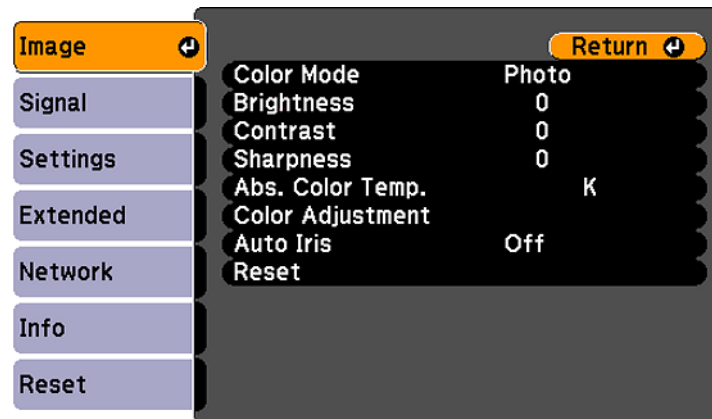 Image
Signal
Settings
Extended
Network
Info
Reset
Return
Color Mode Photo
Brightness 0
Contrast 0
Sharpness 0
Abs. Color Temp. K
Color Adjustment
Auto Iris Off
Reset